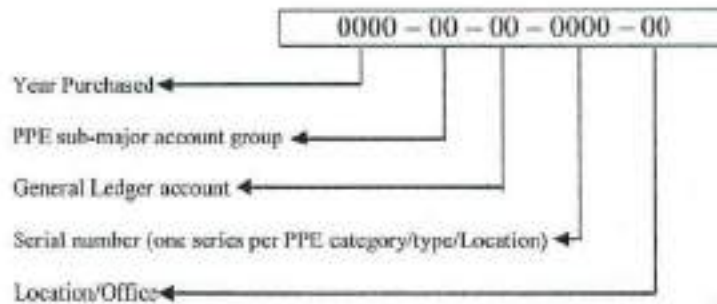 0000 – 00 – 00 – 0000 – 00
Year Purchased
PPE sub-major account group
General Ledger account
Serial number (one series per PPE category/type/Location)
Location/Office